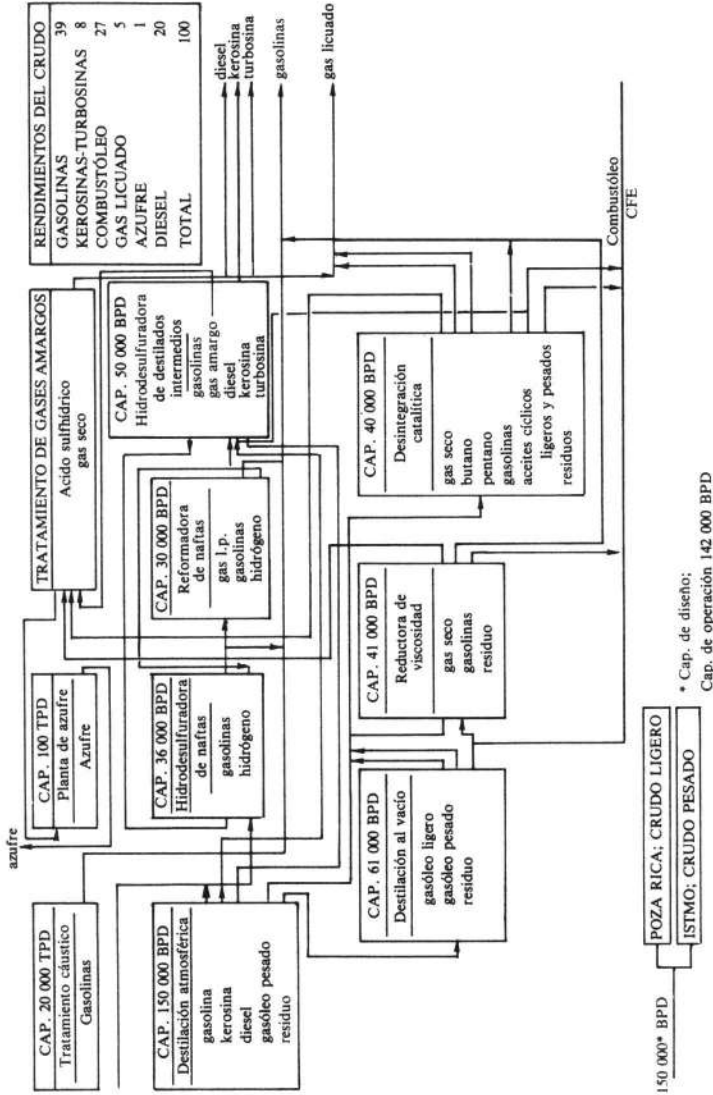 CAP. 20 000 TPD
Tratamiento cáustico
Gasolinas
azufre
CAP. 100 TPD
Planta de azufre
Azufre
TRATAMIENTO DE GASES AMARGOS
Acido sulfhídrico
gas seco
RENDIMIENTOS DEL CRUDO
GASOLINAS 39
KEROSINAS-TURBOSINAS 8
COMBUSTÓLEO 27
GAS LICUADO 5
AZUFRE 1
DIESEL 20
TOTAL 100
CAP. 150 000 BPD
Destilación atmosférica
gasolina
kerosina
diesel
gasóleo pesado
residuo
CAP. 36 000 BPD
Hidrodesulfuradora
de naftas
gasolinas
hidrógeno
CAP. 30 000 BPD
Reformadora
de naftas
gas l.p.
gasolinas
hidrógeno
CAP. 50 000 BPD
Hidrodesulfuradora
de destilados
intermedios
gasolinas
gas amargo
diesel
kerosina
turbosina
diesel
kerosina
turbosina
gasolinas
gas licuado
CAP. 61 000 BPD
Destilación al vacío
gasóleo ligero
gasóleo pesado
residuo
CAP. 41 000 BPD
Reductora de
viscosidad
gas seco
gasolinas
residuo
CAP. 40 000 BPD
Desintegración
catalítica
gas seco
butano
pentano
gasolinas
aceites cíclicos
ligeros y pesados
residuos
Combustóleo
CFE
150 000* BPD
POZA RICA; CRUDO LIGERO
ISTMO; CRUDO PESADO
* Cap. de diseño;
Cap. de operación 142 000 BPD